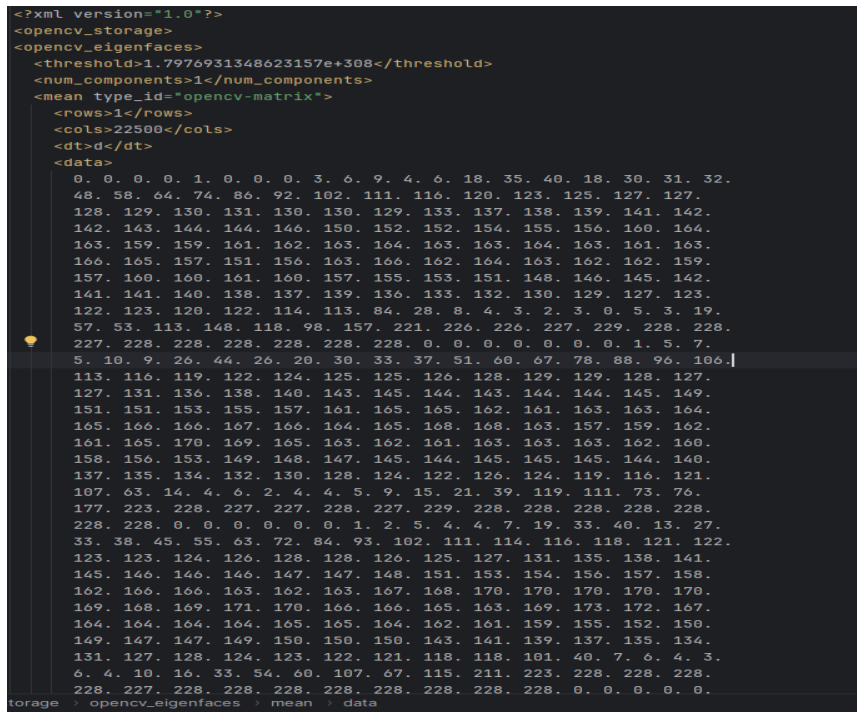 <?xml version="1.0"?>
<opencv_storage>
<opencv_eigenfaces>
<threshold>1.7976931348623157e+308</threshold>
<num_components>1</num_components>
<mean type_id="opencv-matrix">
<rows>1</rows>
<cols>22500</cols>
<dt>d</dt>
<data>
0. 0. 0. 0. 1. 0. 0. 0. 3. 6. 9. 4. 6. 18. 35. 40. 18. 30. 31. 32.
48. 58. 64. 74. 86. 92. 102. 111. 116. 120. 123. 125. 127. 127.
128. 129. 130. 131. 130. 130. 129. 133. 137. 138. 139. 141. 142.
142. 143. 144. 144. 146. 150. 152. 152. 154. 155. 156. 160. 164.
163. 159. 159. 161. 162. 163. 164. 163. 163. 164. 163. 161. 163.
166. 165. 157. 151. 156. 163. 166. 162. 164. 163. 162. 162. 159.
157. 160. 160. 161. 160. 157. 155. 153. 151. 148. 146. 145. 142.
141. 141. 140. 138. 137. 139. 136. 133. 132. 130. 129. 127. 123.
122. 123. 120. 122. 114. 113. 84. 28. 8. 4. 3. 2. 3. 0. 5. 3. 19.
57. 53. 113. 148. 118. 98. 157. 221. 226. 226. 227. 229. 228. 228.
227. 228. 228. 228. 228. 228. 228. 0. 0. 0. 0. 0. 0. 0. 1. 5. 7.
5. 10. 9. 26. 44. 26. 20. 30. 33. 37. 51. 60. 67. 78. 88. 96. 106.
113. 116. 119. 122. 124. 125. 125. 126. 128. 129. 129. 128. 127.
127. 131. 136. 138. 140. 143. 145. 144. 143. 144. 144. 145. 149.
151. 151. 153. 155. 157. 161. 165. 165. 162. 161. 163. 163. 164.
165. 166. 166. 167. 166. 164. 165. 168. 168. 163. 157. 159. 162.
161. 165. 170. 169. 165. 163. 162. 161. 163. 163. 163. 162. 160.
158. 156. 153. 149. 148. 147. 145. 144. 145. 145. 145. 144. 140.
137. 135. 134. 132. 130. 128. 124. 122. 126. 124. 119. 116. 121.
107. 63. 14. 4. 6. 2. 4. 4. 5. 9. 15. 21. 39. 119. 111. 73. 76.
177. 223. 228. 227. 227. 228. 227. 229. 228. 228. 228. 228. 228.
228. 228. 0. 0. 0. 0. 0. 0. 1. 2. 5. 4. 4. 7. 19. 33. 40. 13. 27.
33. 38. 45. 55. 63. 72. 84. 93. 102. 111. 114. 116. 118. 121. 122.
123. 123. 124. 126. 128. 128. 126. 125. 127. 131. 135. 138. 141.
145. 146. 146. 146. 147. 147. 148. 151. 153. 154. 156. 157. 158.
162. 166. 166. 163. 162. 163. 167. 168. 170. 170. 170. 170. 170.
169. 168. 169. 171. 170. 166. 166. 165. 163. 169. 173. 172. 167.
164. 164. 164. 164. 165. 165. 164. 162. 161. 159. 155. 152. 150.
149. 147. 147. 149. 150. 150. 150. 143. 141. 139. 137. 135. 134.
131. 127. 128. 124. 123. 122. 121. 118. 118. 101. 40. 7. 6. 4. 3.
6. 4. 10. 16. 33. 54. 60. 107. 67. 115. 211. 223. 228. 228. 228.
228. 227. 228. 228. 228. 228. 228. 228. 228. 0. 0. 0. 0. 0.
torage > opencv_eigenfaces > mean > data